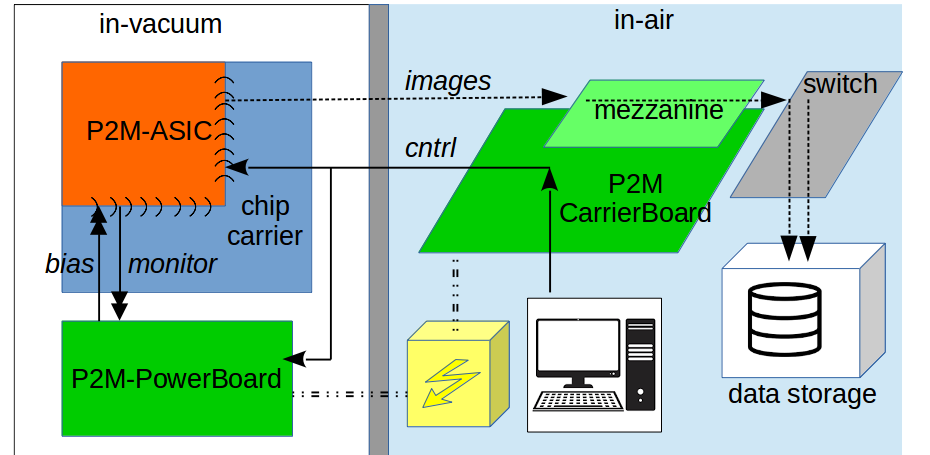 in-vacuum
in-air
images
switch
mezzanine
P2M-ASIC
cntrl
P2M
CarrierBoard
chip
carrier
bias
monitor
P2M-PowerBoard
data storage